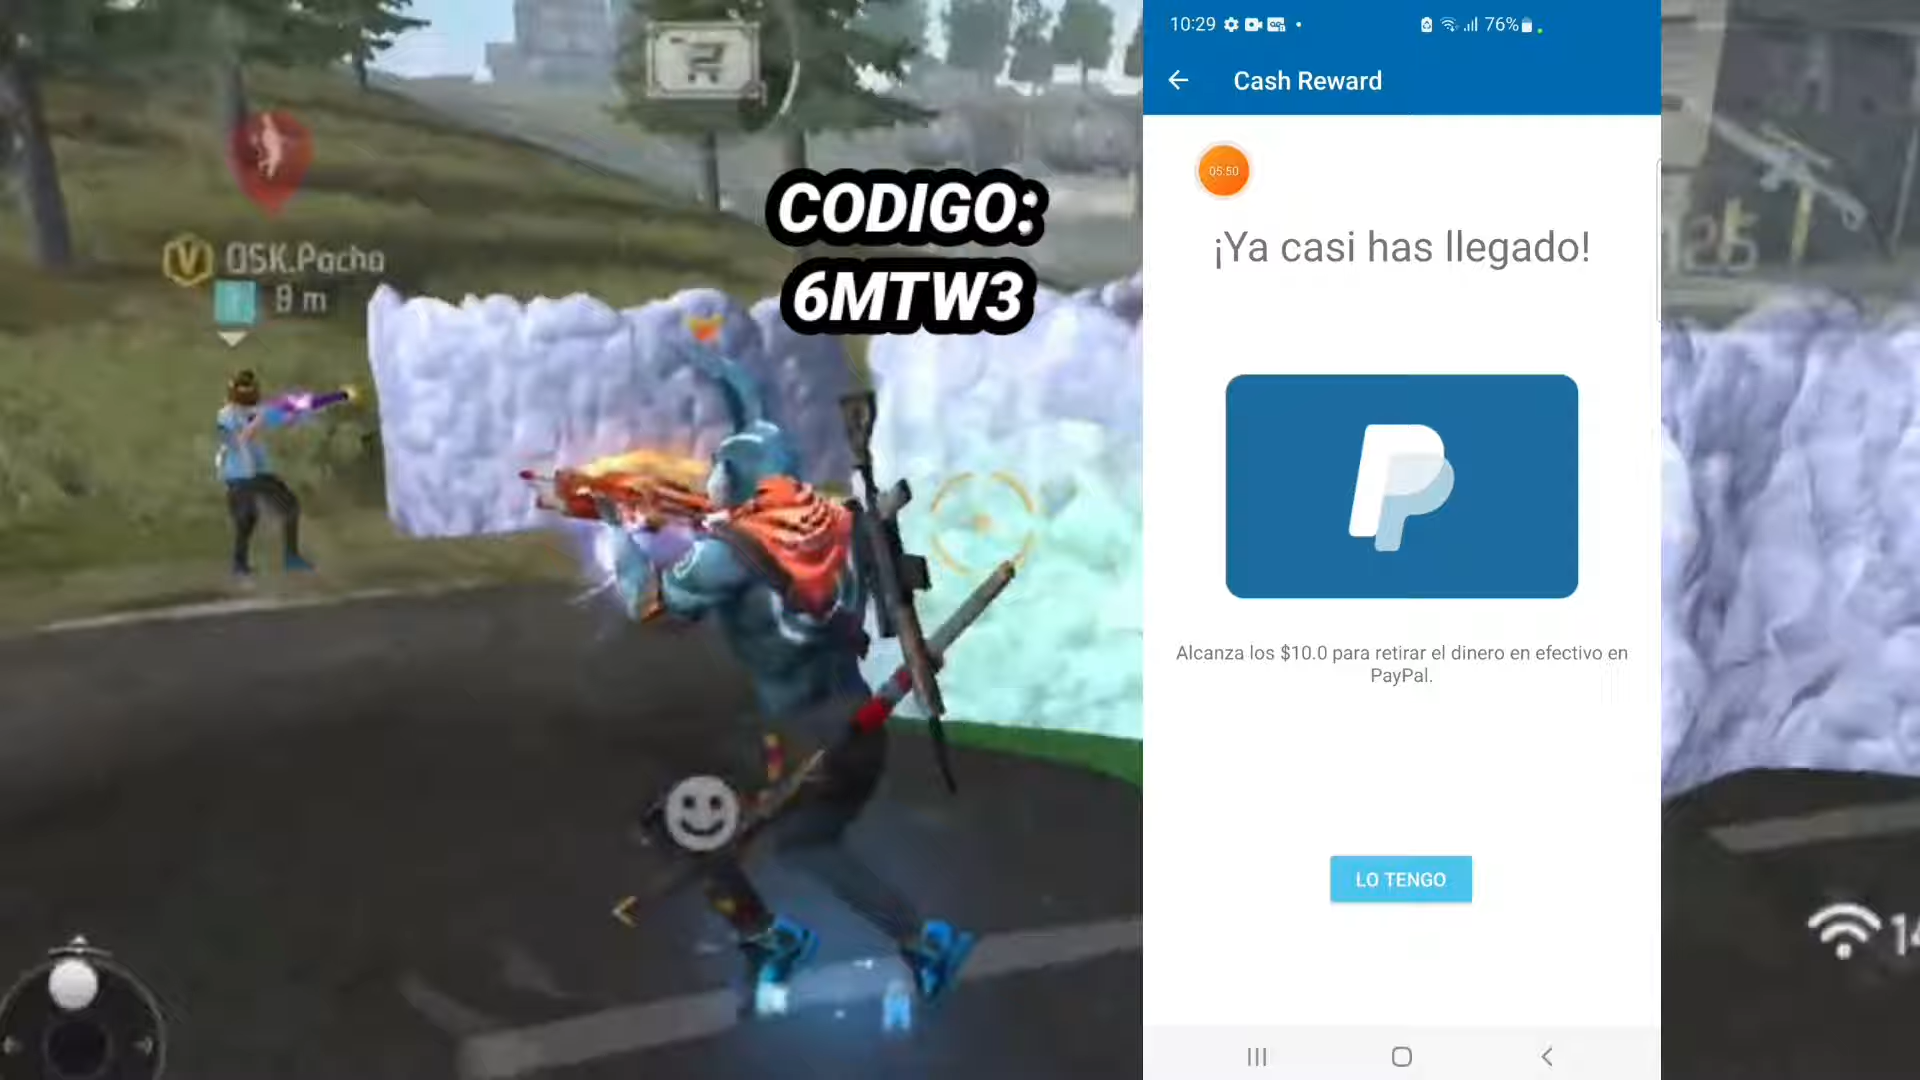 OSK.Pacho
8 m
CODIGO:
6MTW3
10:29
76%
Cash Reward
05:50
¡Ya casi has llegado!
Alcanza los $10.0 para retirar el dinero en efectivo en
PayPal.
LO TENGO
14